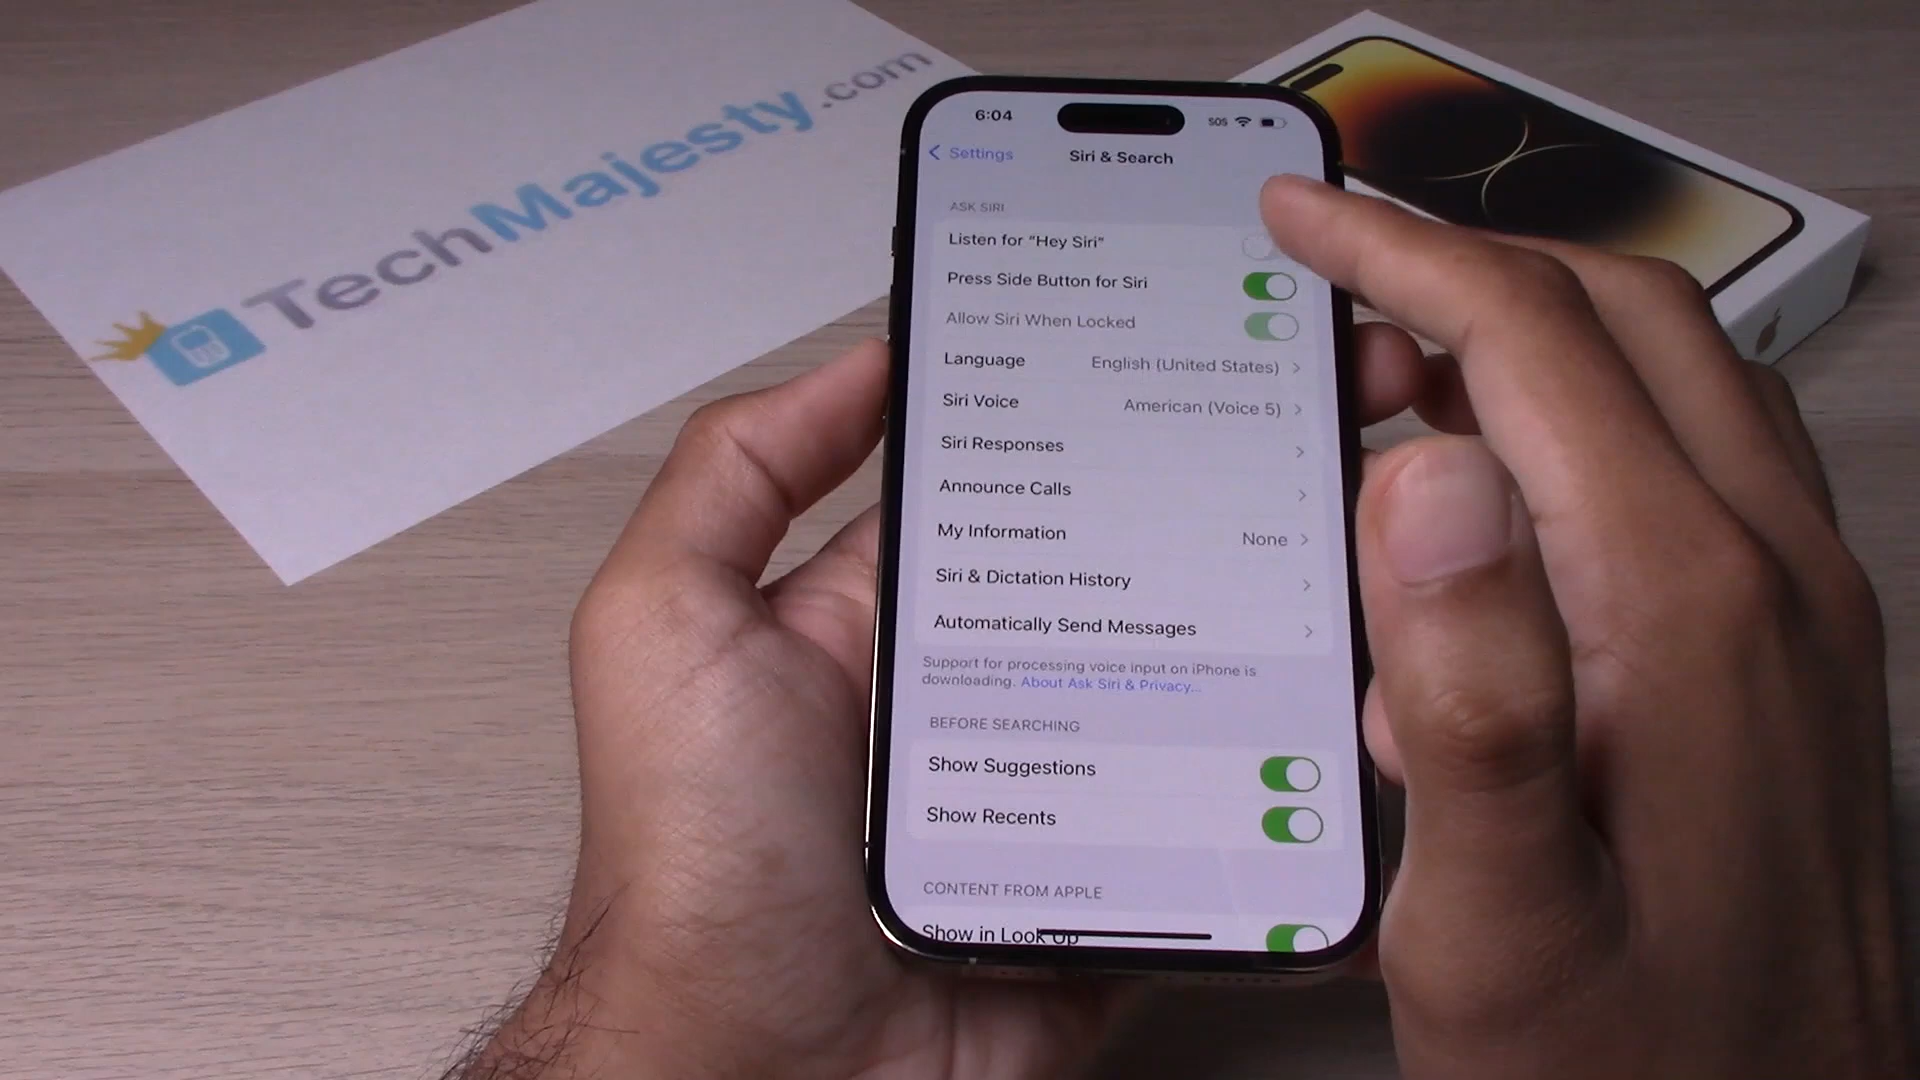 TechMajesty.com
6:04
SOS
Settings
Siri & Search
ASK SIRI
Listen for “Hey Siri”
Press Side Button for Siri
Allow Siri When Locked
Language English (United States)
Siri Voice American (Voice 5)
Siri Responses
Announce Calls
My Information None
Siri & Dictation History
Automatically Send Messages
Support for processing voice input on iPhone is
downloading. About Ask Siri & Privacy...
BEFORE SEARCHING
Show Suggestions
Show Recents
CONTENT FROM APPLE
Show in Look Up